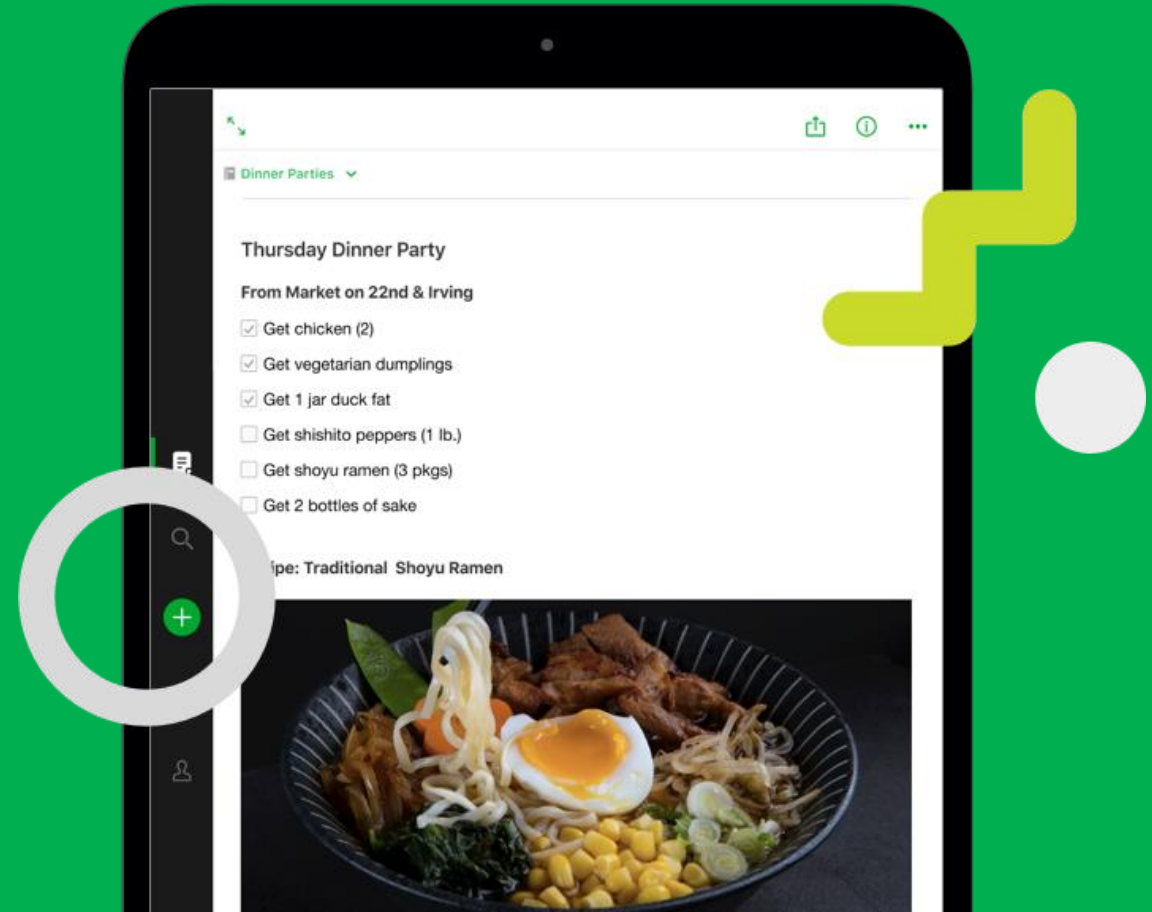 Dinner Parties
Thursday Dinner Party
From Market on 22nd & Irving
Get chicken (2)
Get vegetarian dumplings
Get 1 jar duck fat
Get shishito peppers (1 lb.)
Get shoyu ramen (3 pkgs)
Get 2 bottles of sake
ipe: Traditional Shoyu Ramen